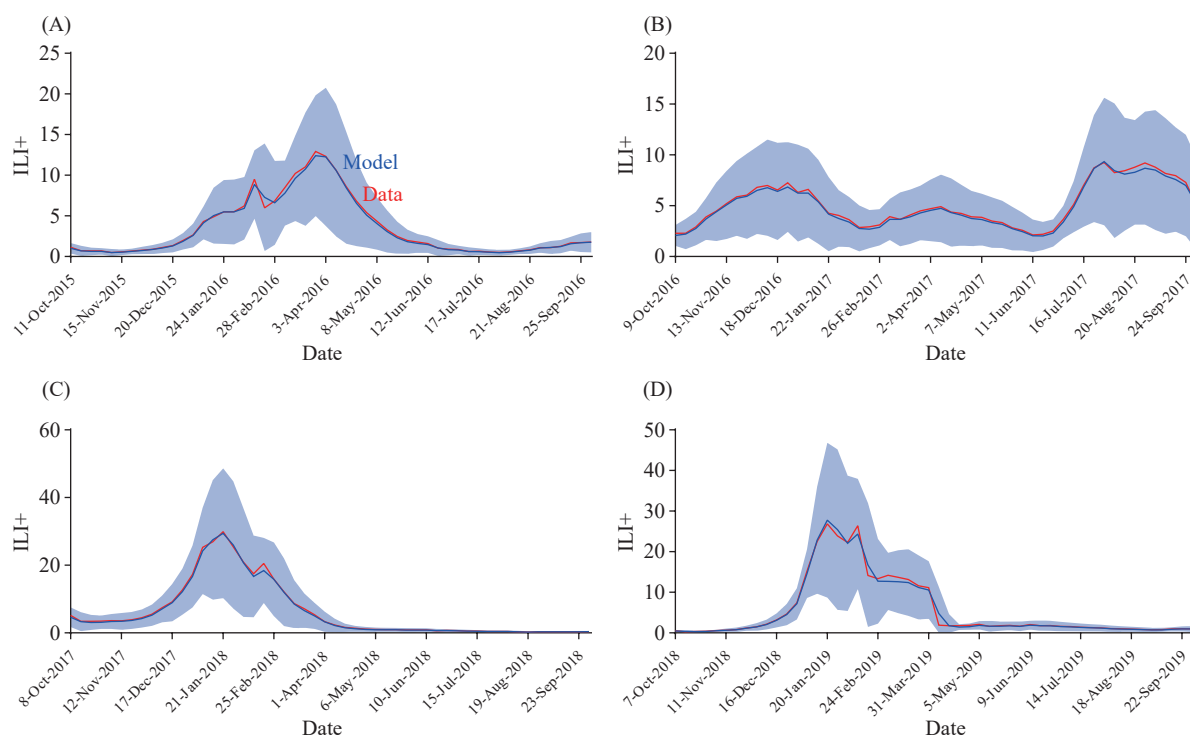 (A)
25
20
15
10
5
0
ILI+
Model
Data
11-Oct-2015
15-Nov-2015
20-Dec-2015
24-Jan-2016
28-Feb-2016
3-Apr-2016
8-May-2016
12-Jun-2016
17-Jul-2016
21-Aug-2016
25-Sep-2016
Date
(B)
20
15
10
5
0
ILI+
9-Oct-2016
13-Nov-2016
18-Dec-2016
22-Jan-2017
26-Feb-2017
2-Apr-2017
7-May-2017
11-Jun-2017
16-Jul-2017
20-Aug-2017
24-Sep-2017
Date
(C)
60
40
20
0
ILI+
8-Oct-2017
12-Nov-2017
17-Dec-2017
21-Jan-2018
25-Feb-2018
1-Apr-2018
6-May-2018
10-Jun-2018
15-Jul-2018
19-Aug-2018
23-Sep-2018
Date
(D)
50
40
30
20
10
0
ILI+
7-Oct-2018
11-Nov-2018
16-Dec-2018
20-Jan-2019
24-Feb-2019
31-Mar-2019
5-May-2019
9-Jun-2019
14-Jul-2019
18-Aug-2019
22-Sep-2019
Date